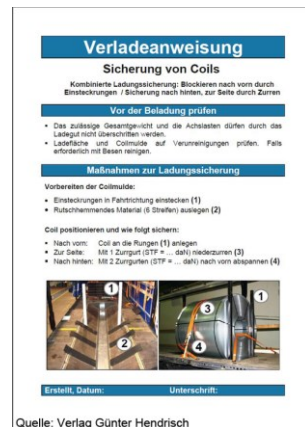 Verladeanweisung
Sicherung von Coils
Kombinierte Ladungssicherung: Blockieren nach vorn durch
Einsteckrungen / Sicherung nach hinten, zur Seite durch Zurren
Vor der Beladung prüfen
• Das zulässige Gesamtgewicht und die Achslasten dürfen durch das
Ladegut nicht überschritten werden.
• Ladefläche und Coilmulde auf Verunreinigungen prüfen. Falls
erforderlich mit Besen reinigen.
Maßnahmen zur Ladungssicherung
Vorbereiten der Coilmulde:
• Einsteckrungen in Fahrtrichtung einstecken (1)
• Rutschhemmendes Material (6 Streifen) auslegen (2)
Coil positionieren und wie folgt sichern:
• Nach vorn: Coil an die Rungen (1) anlegen
• Zur Seite: Mit 1 Zurrgurt (STF = ... daN) niederzurren (3)
• Nach hinten: Mit 2 Zurrgurten (STF = ... daN) nach vorn abspannen (4)
1
2
1
3
4
Erstellt, Datum: Unterschrift:
Quelle: Verlag Günter Hendrisch